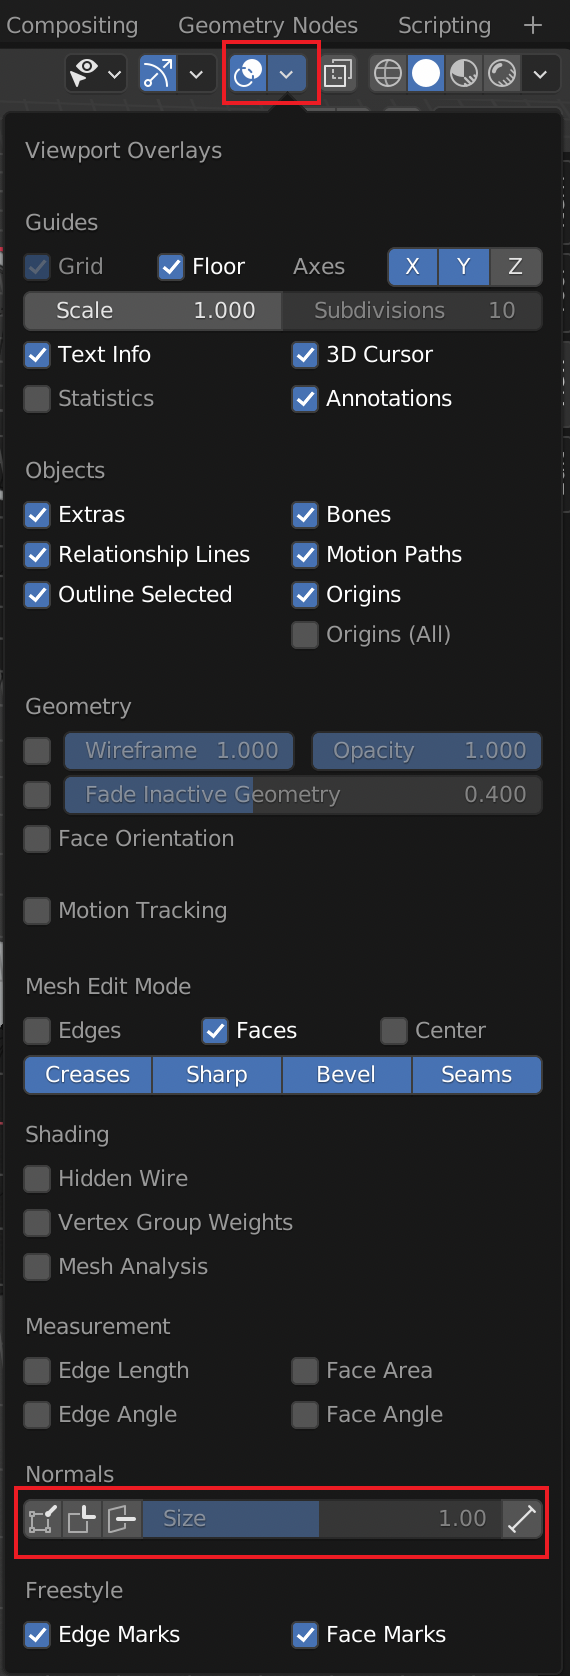 Compositing Geometry Nodes Scripting +
Viewport Overlays
Guides
Grid Floor Axes X Y Z
Scale 1.000 Subdivisions 10
Text Info 3D Cursor
Statistics Annotations
Objects
Extras Bones
Relationship Lines Motion Paths
Outline Selected Origins
Origins (All)
Geometry
Wireframe 1.000 Opacity 1.000
Fade Inactive Geometry 0.400
Face Orientation
Motion Tracking
Mesh Edit Mode
Edges Faces Center
Creases Sharp Bevel Seams
Shading
Hidden Wire
Vertex Group Weights
Mesh Analysis
Measurement
Edge Length Face Area
Edge Angle Face Angle
Normals
Size 1.00
Freestyle
Edge Marks Face Marks